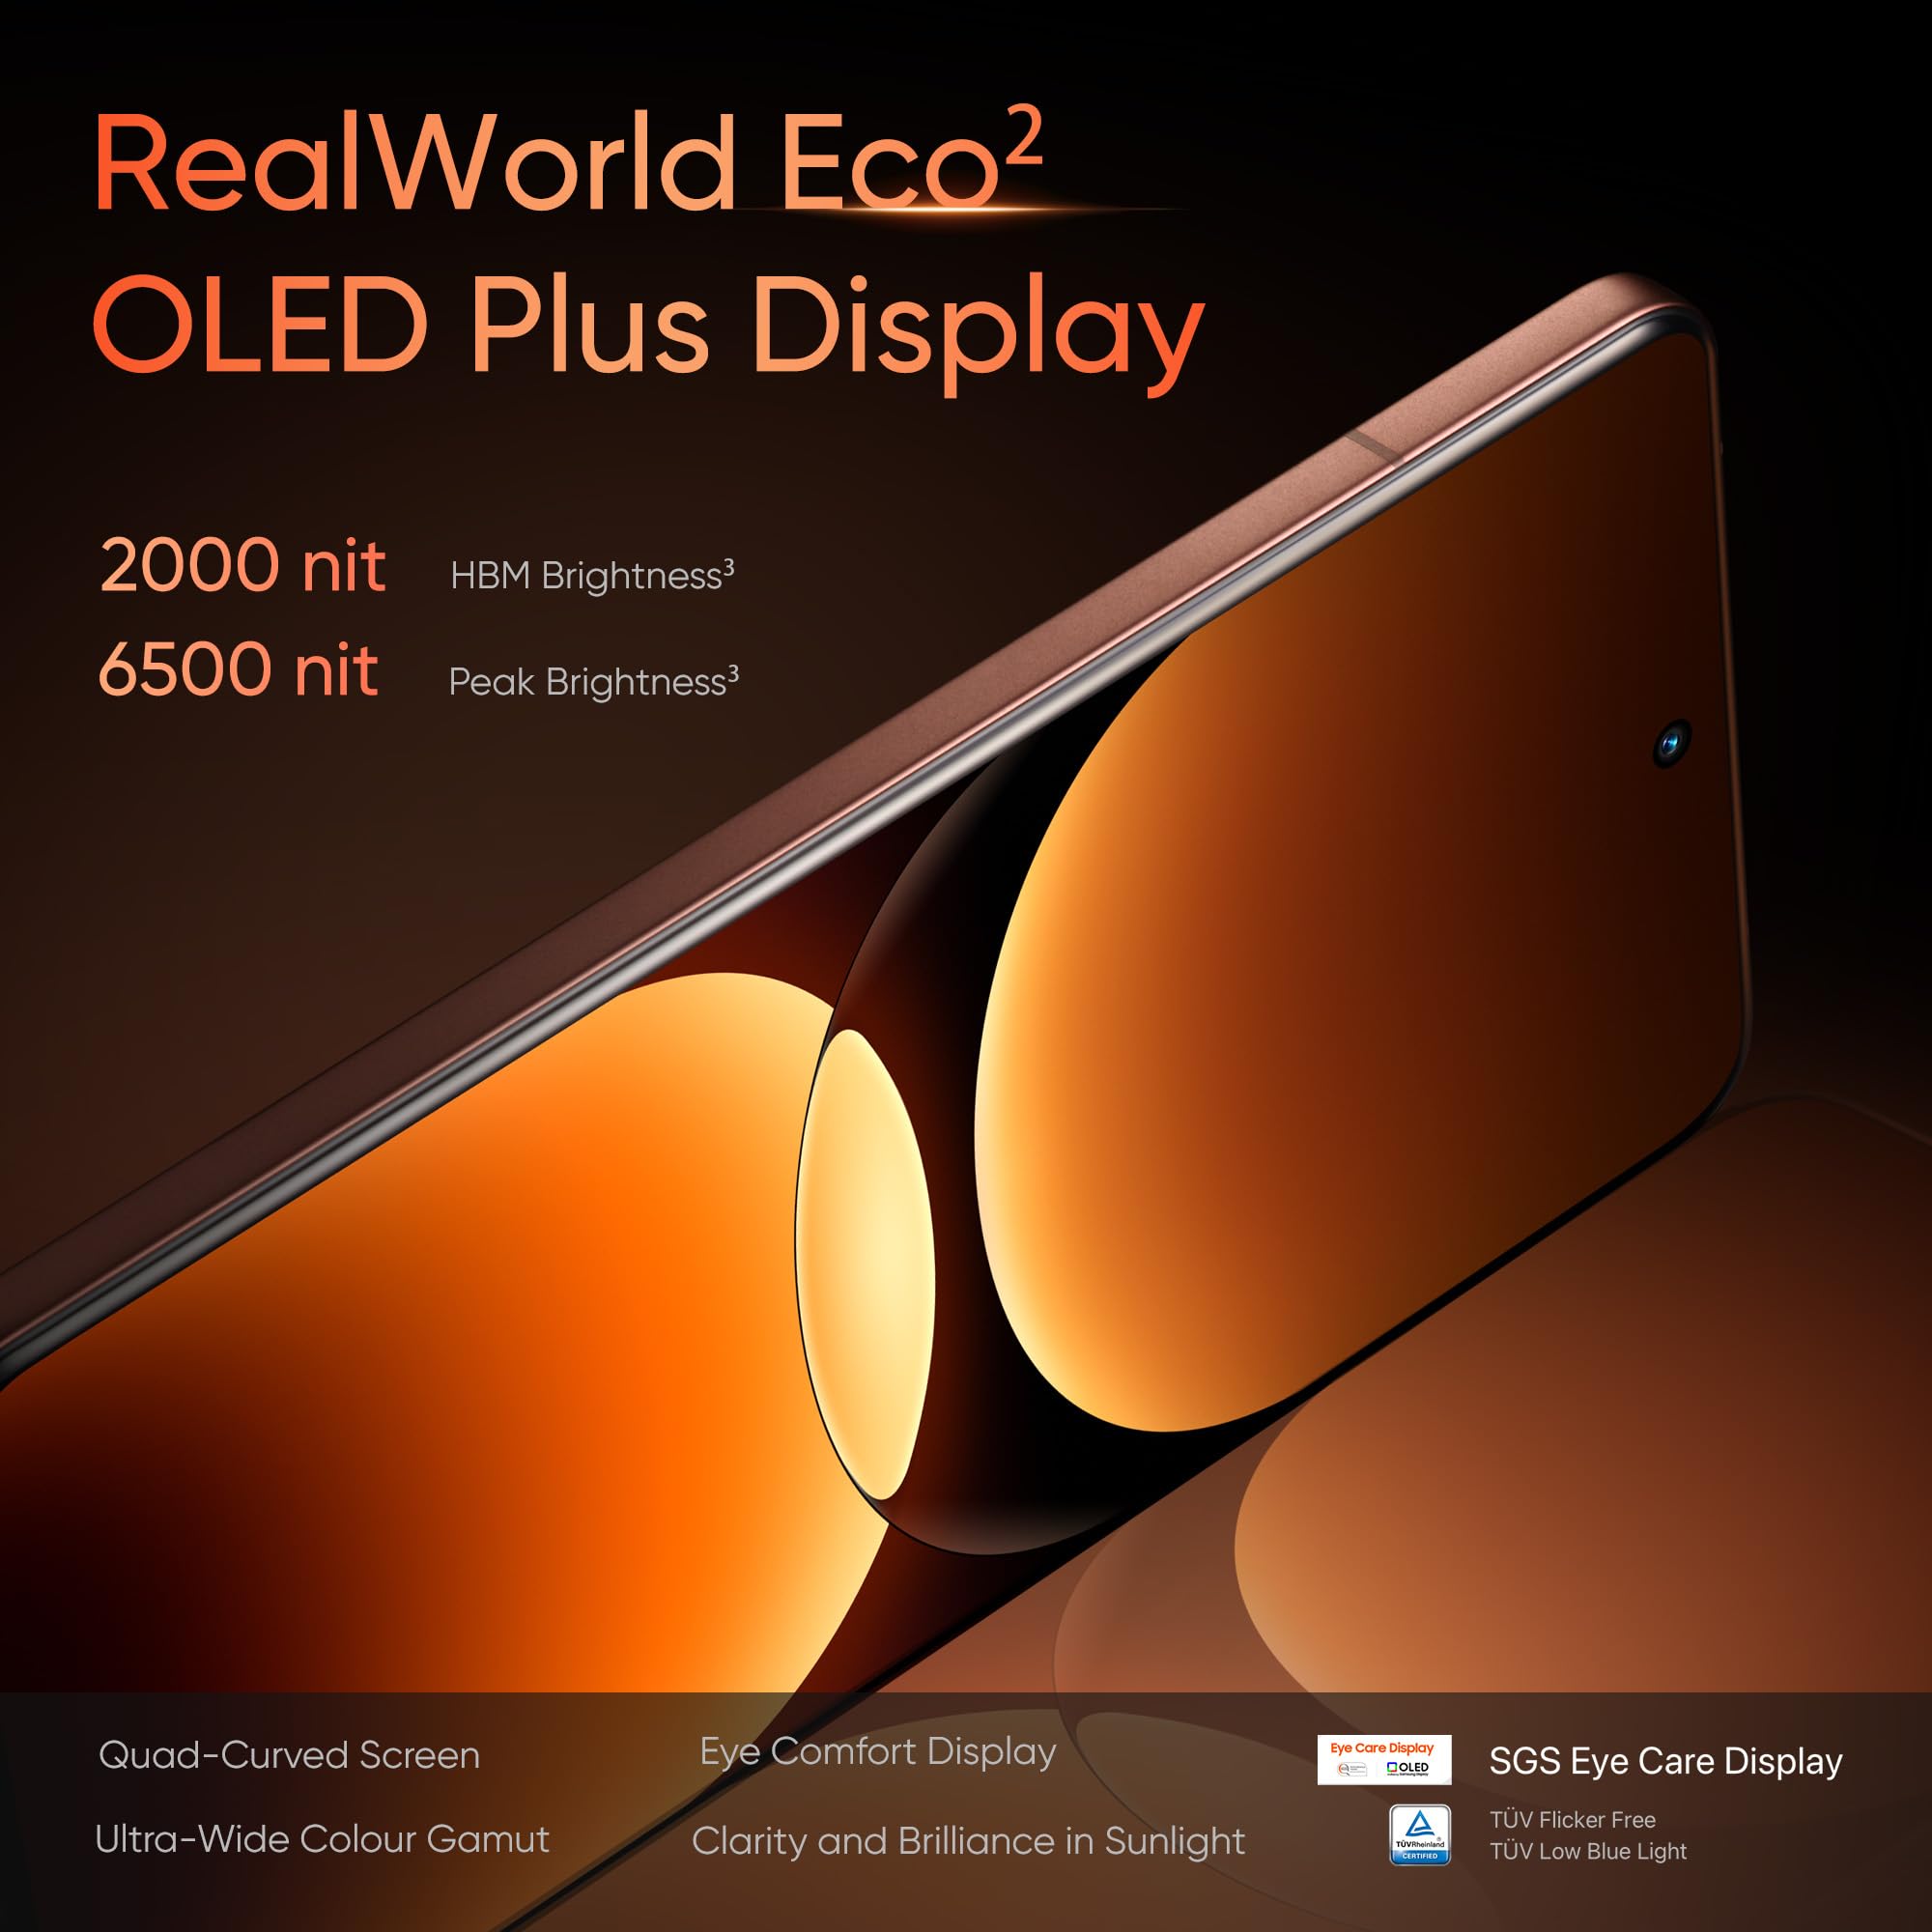 RealWorld Eco²
OLED Plus Display
2000 nit HBM Brightness³
6500 nit Peak Brightness³
Quad-Curved Screen
Eye Comfort Display
Ultra-Wide Colour Gamut
Clarity and Brilliance in Sunlight
Eye Care Display
OLED
SGS Eye Care Display
TÜVRheinland®
CERTIFIED
TÜV Flicker Free
TÜV Low Blue Light